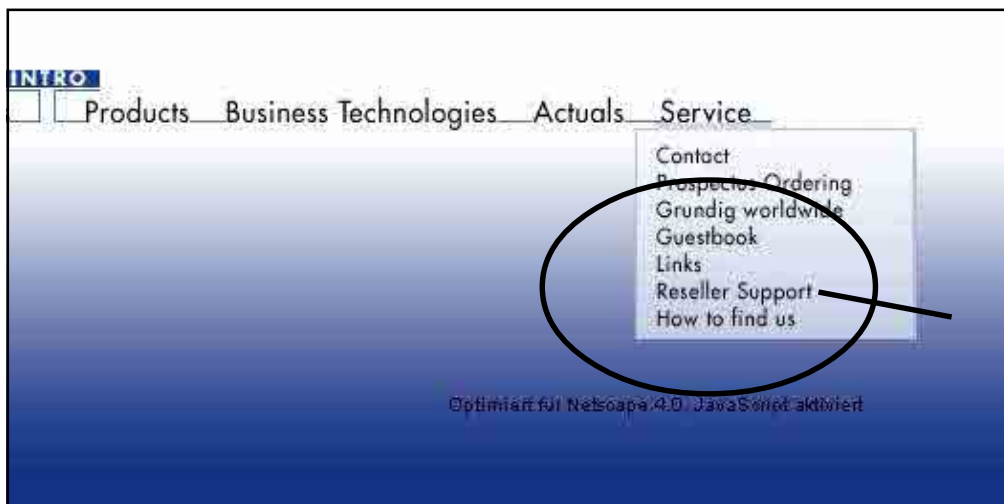 INTRO
Products Business Technologies Actuals Service
Contact
Prospectus Ordering
Grundig worldwide
Guestbook
Links
Reseller Support
How to find us
Optimiert für Netscape 4.0. JavaScript aktiviert